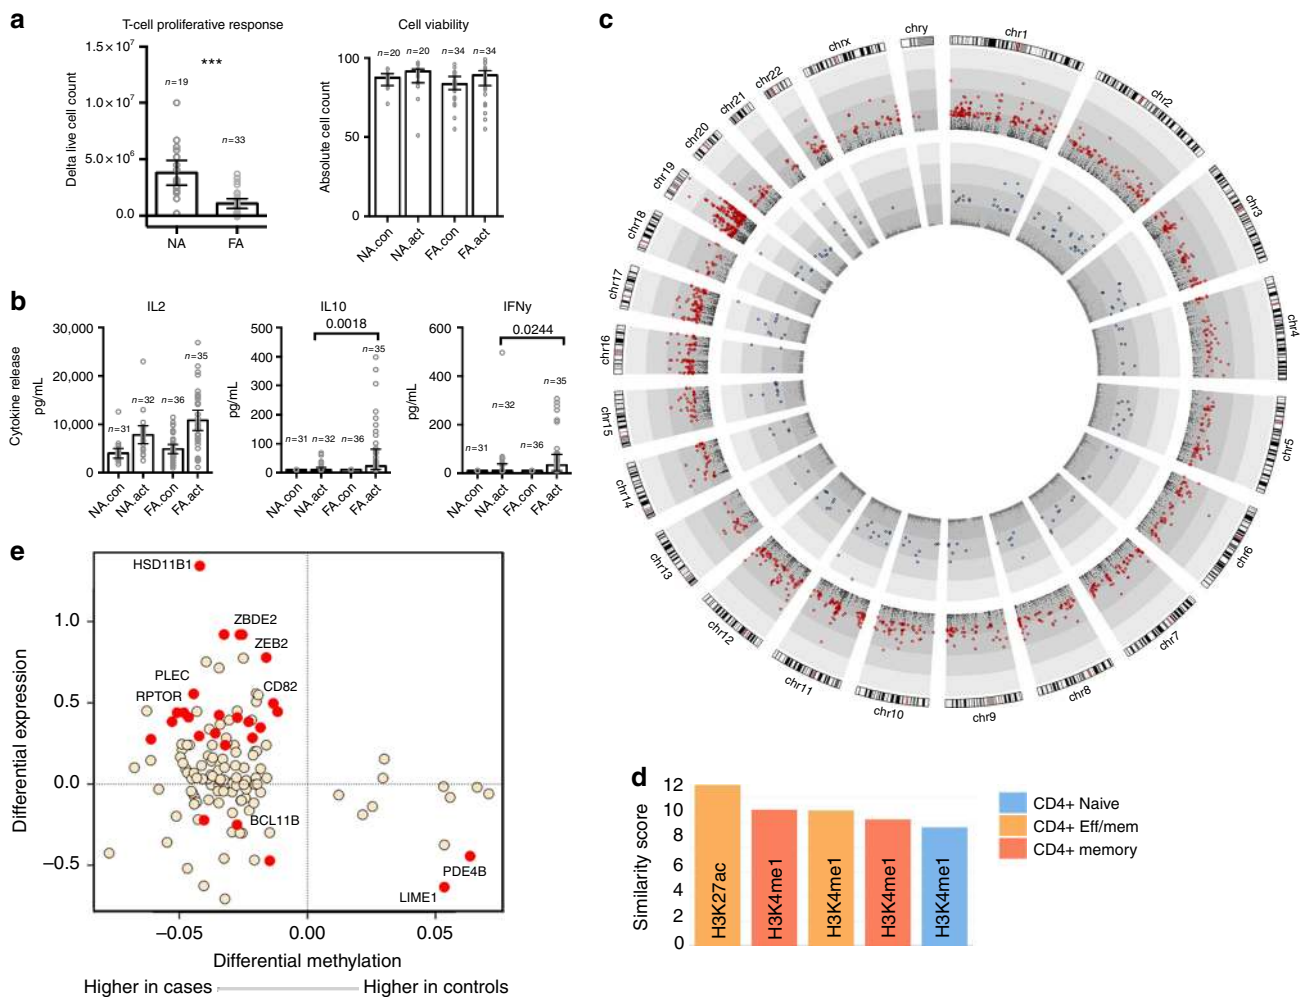 a
T-cell proliferative response
Delta live cell count
1.5×10⁷
1.0×10⁷
5.0×10⁶
0.0
***
n=19
n=33
NA
FA
Cell viability
Absolute cell count
100
50
0
n=20
n=20
n=34
n=34
NA.con
NA.act
FA.con
FA.act
b
IL2
Cytokine release
pg/mL
30,000
20,000
10,000
0
n=31
n=32
n=36
n=35
NA.con
NA.act
FA.con
FA.act
IL10
pg/mL
500
400
300
200
100
0
0.0018
n=31
n=32
n=36
n=35
NA.con
NA.act
FA.con
FA.act
IFNy
pg/mL
600
400
200
0
0.0244
n=31
n=32
n=36
n=35
NA.con
NA.act
FA.con
FA.act
c
chr1
chr2
chr3
chr4
chr5
chr6
chr7
chr8
chr9
chr10
chr11
chr12
chr13
chr14
chr15
chr16
chr17
chr18
chr19
chr20
chr21
chr22
chrx
chry
d
Similarity score
12
10
8
6
4
2
0
H3K27ac
H3K4me1
H3K4me1
H3K4me1
H3K4me1
CD4+ Naive
CD4+ Eff/mem
CD4+ memory
e
Differential expression
1.0
0.5
0.0
−0.5
HSD11B1
ZBDE2
ZEB2
PLEC
RPTOR
CD82
BCL11B
PDE4B
LIME1
−0.05
0.00
0.05
Differential methylation
Higher in cases
Higher in controls